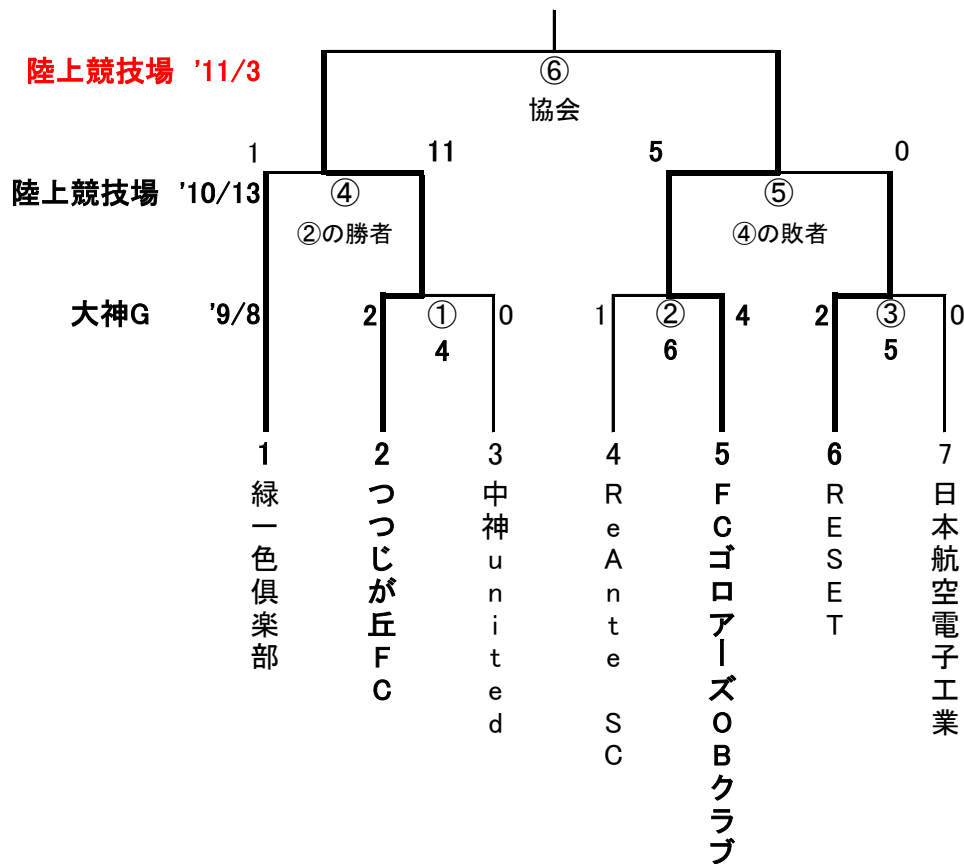 陸上競技場 '11/3
⑥
協会
1 11 5 0
陸上競技場 '10/13 ④ ⑤
②の勝者 ④の敗者
大神G '9/8 2 ① 0 1 ② 4 2 ③ 0
4 6 5
1 2 3 4 5 6 7
緑一色倶楽部
つつじが丘FC
中神united
ReAnte SC
FCゴロアーズOBクラブ
RESET
日本航空電子工業